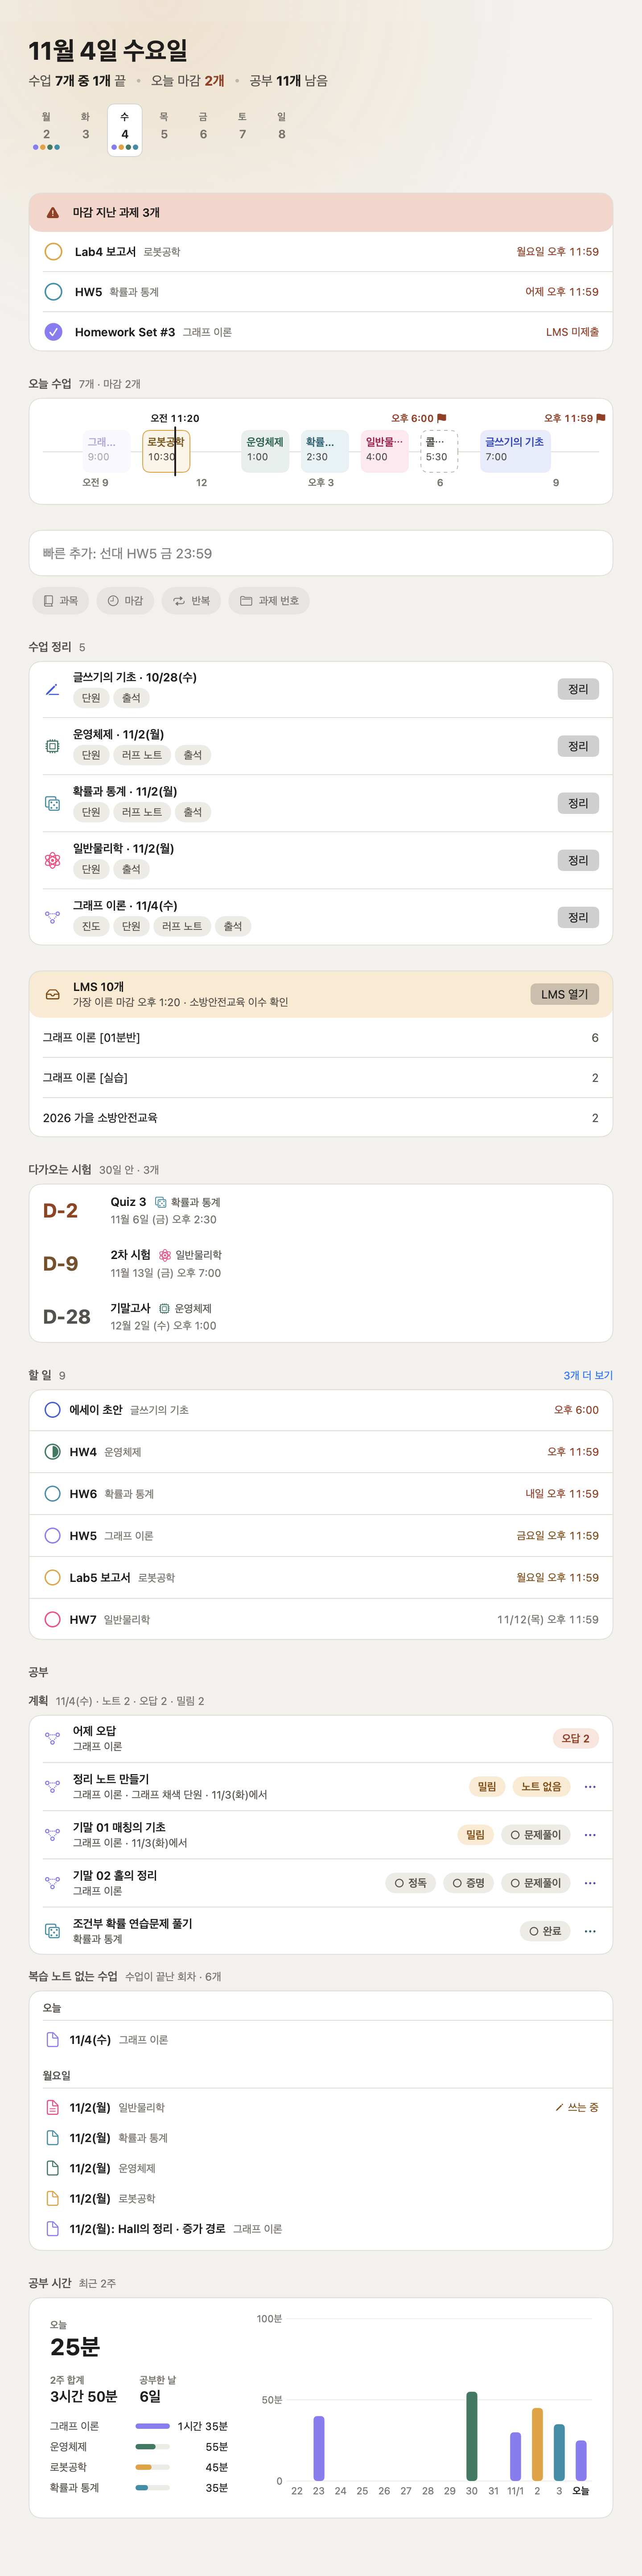 11월 4일 수요일
수업 7개 중 1개 끝 • 오늘 마감 2개 • 공부 11개 남음
월 화 수 목 금 토 일
2 3 4 5 6 7 8
마감 지난 과제 3개
Lab4 보고서 로봇공학 월요일 오후 11:59
HW5 확률과 통계 어제 오후 11:59
Homework Set #3 그래프 이론 LMS 미제출
오늘 수업 7개 · 마감 2개
오전 11:20 오후 6:00 오후 11:59
그래… 로봇공학 운영체제 확률… 일반물… 콜… 글쓰기의 기초
9:00 10:30 1:00 2:30 4:00 5:30 7:00
오전 9 12 오후 3 6 9
빠른 추가: 선대 HW5 금 23:59
과목 마감 반복 과제 번호
수업 정리 5
글쓰기의 기초 · 10/28(수)
단원 출석 정리
운영체제 · 11/2(월)
단원 러프 노트 출석 정리
확률과 통계 · 11/2(월)
단원 러프 노트 출석 정리
일반물리학 · 11/2(월)
단원 출석 정리
그래프 이론 · 11/4(수)
진도 단원 러프 노트 출석 정리
LMS 10개
가장 이른 마감 오후 1:20 · 소방안전교육 이수 확인 LMS 열기
그래프 이론 [01분반] 6
그래프 이론 [실습] 2
2026 가을 소방안전교육 2
다가오는 시험 30일 안 · 3개
D-2 Quiz 3 확률과 통계
11월 6일 (금) 오후 2:30
D-9 2차 시험 일반물리학
11월 13일 (금) 오후 7:00
D-28 기말고사 운영체제
12월 2일 (수) 오후 1:00
할 일 9 3개 더 보기
에세이 초안 글쓰기의 기초 오후 6:00
HW4 운영체제 오후 11:59
HW6 확률과 통계 내일 오후 11:59
HW5 그래프 이론 금요일 오후 11:59
Lab5 보고서 로봇공학 월요일 오후 11:59
HW7 일반물리학 11/12(목) 오후 11:59
공부
계획 11/4(수) · 노트 2 · 오답 2 · 밀림 2
어제 오답
그래프 이론 오답 2
정리 노트 만들기
그래프 이론 · 그래프 채색 단원 · 11/3(화)에서 밀림 노트 없음 …
기말 01 매칭의 기초
그래프 이론 · 11/3(화)에서 밀림 문제풀이 …
기말 02 홀의 정리
그래프 이론 정독 증명 문제풀이 …
조건부 확률 연습문제 풀기
확률과 통계 완료 …
복습 노트 없는 수업 수업이 끝난 회차 · 6개
오늘
11/4(수) 그래프 이론
월요일
11/2(월) 일반물리학 쓰는 중
11/2(월) 확률과 통계
11/2(월) 운영체제
11/2(월) 로봇공학
11/2(월): Hall의 정리 · 증가 경로 그래프 이론
공부 시간 최근 2주
오늘
25분
2주 합계 공부한 날
3시간 50분 6일
그래프 이론 1시간 35분
운영체제 55분
로봇공학 45분
확률과 통계 35분
100분
50분
0
22 23 24 25 26 27 28 29 30 31 11/1 2 3 오늘